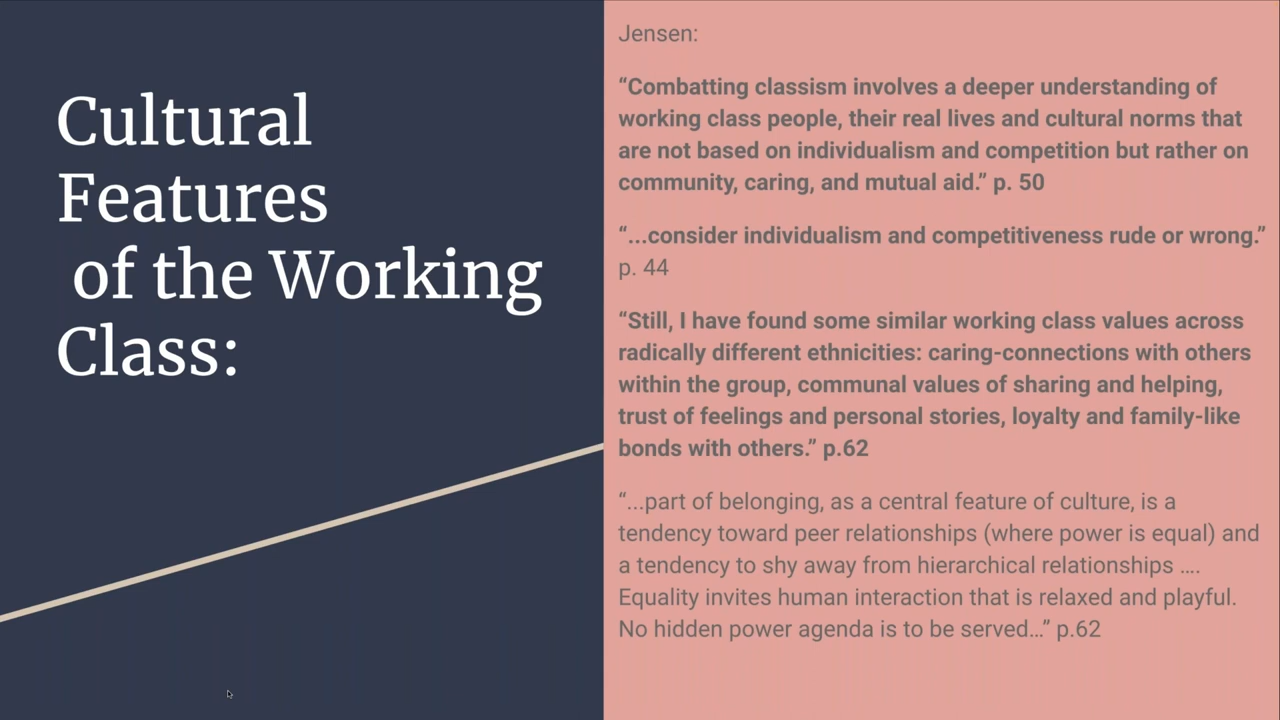 Cultural
Features
of the Working
Class:
Jensen:
“Combatting classism involves a deeper understanding of
working class people, their real lives and cultural norms that
are not based on individualism and competition but rather on
community, caring, and mutual aid.” p. 50
“...consider individualism and competitiveness rude or wrong.”
p. 44
“Still, I have found some similar working class values across
radically different ethnicities: caring-connections with others
within the group, communal values of sharing and helping,
trust of feelings and personal stories, loyalty and family-like
bonds with others.” p.62
“...part of belonging, as a central feature of culture, is a
tendency toward peer relationships (where power is equal) and
a tendency to shy away from hierarchical relationships ….
Equality invites human interaction that is relaxed and playful.
No hidden power agenda is to be served…” p.62